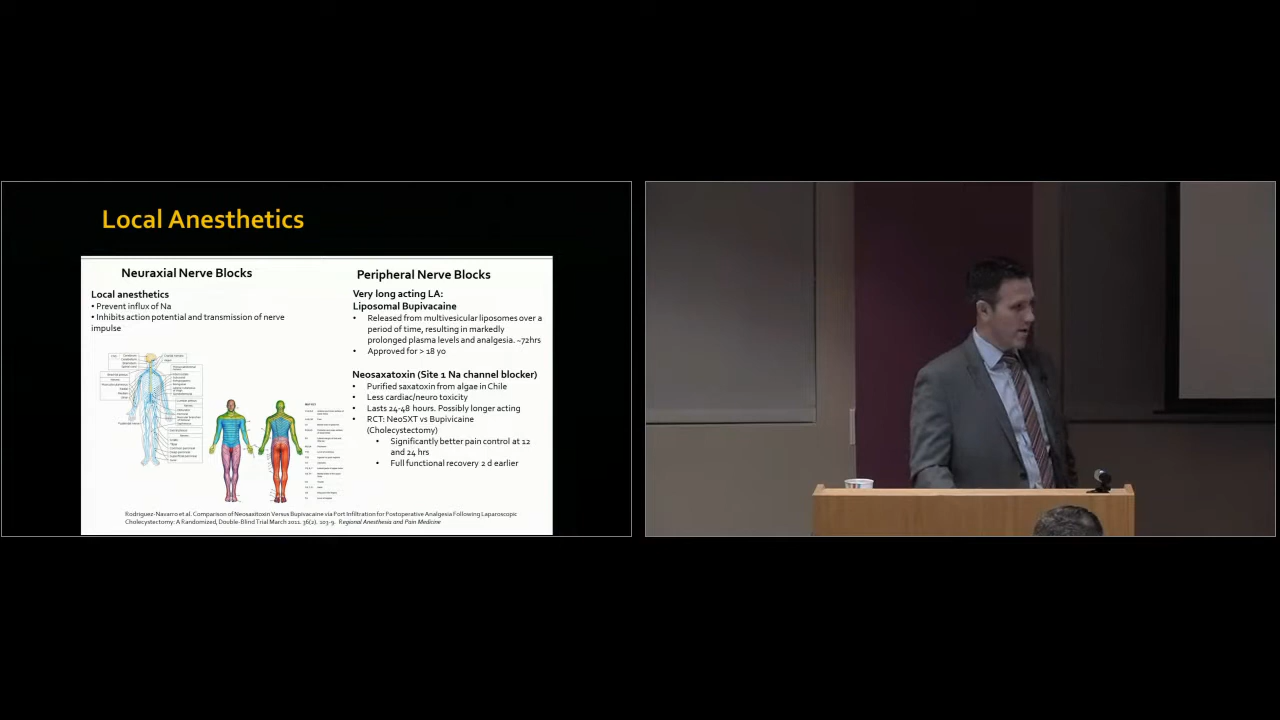 Local Anesthetics
Neuraxial Nerve Blocks
Local anesthetics
• Prevent influx of Na
• Inhibits action potential and transmission of nerve
impulse
Peripheral Nerve Blocks
Very long acting LA:
Liposomal Bupivacaine
• Released from multivesicular liposomes over a
period of time, resulting in markedly
prolonged plasma levels and analgesia. ~72hrs
• Approved for > 18 yo
Neosaxatoxin (Site 1 Na channel blocker)
• Purified saxatoxin from algae in Chile
• Less cardiac/neuro toxicity
• Lasts 24-48 hours. Possibly longer acting
• RCT: NeoSXT vs Bupivicaine
(Cholecystectomy)
• Significantly better pain control at 12
and 24 hrs
• Full functional recovery 2 d earlier
Rodriguez-Navarro et al. Comparison of Neosaxitoxin Versus Bupivacaine via Port Infiltration for Postoperative Analgesia Following Laparoscopic
Cholecystectomy: A Randomized, Double-Blind Trial March 2011. 36(2). 103-9. Regional Anesthesia and Pain Medicine